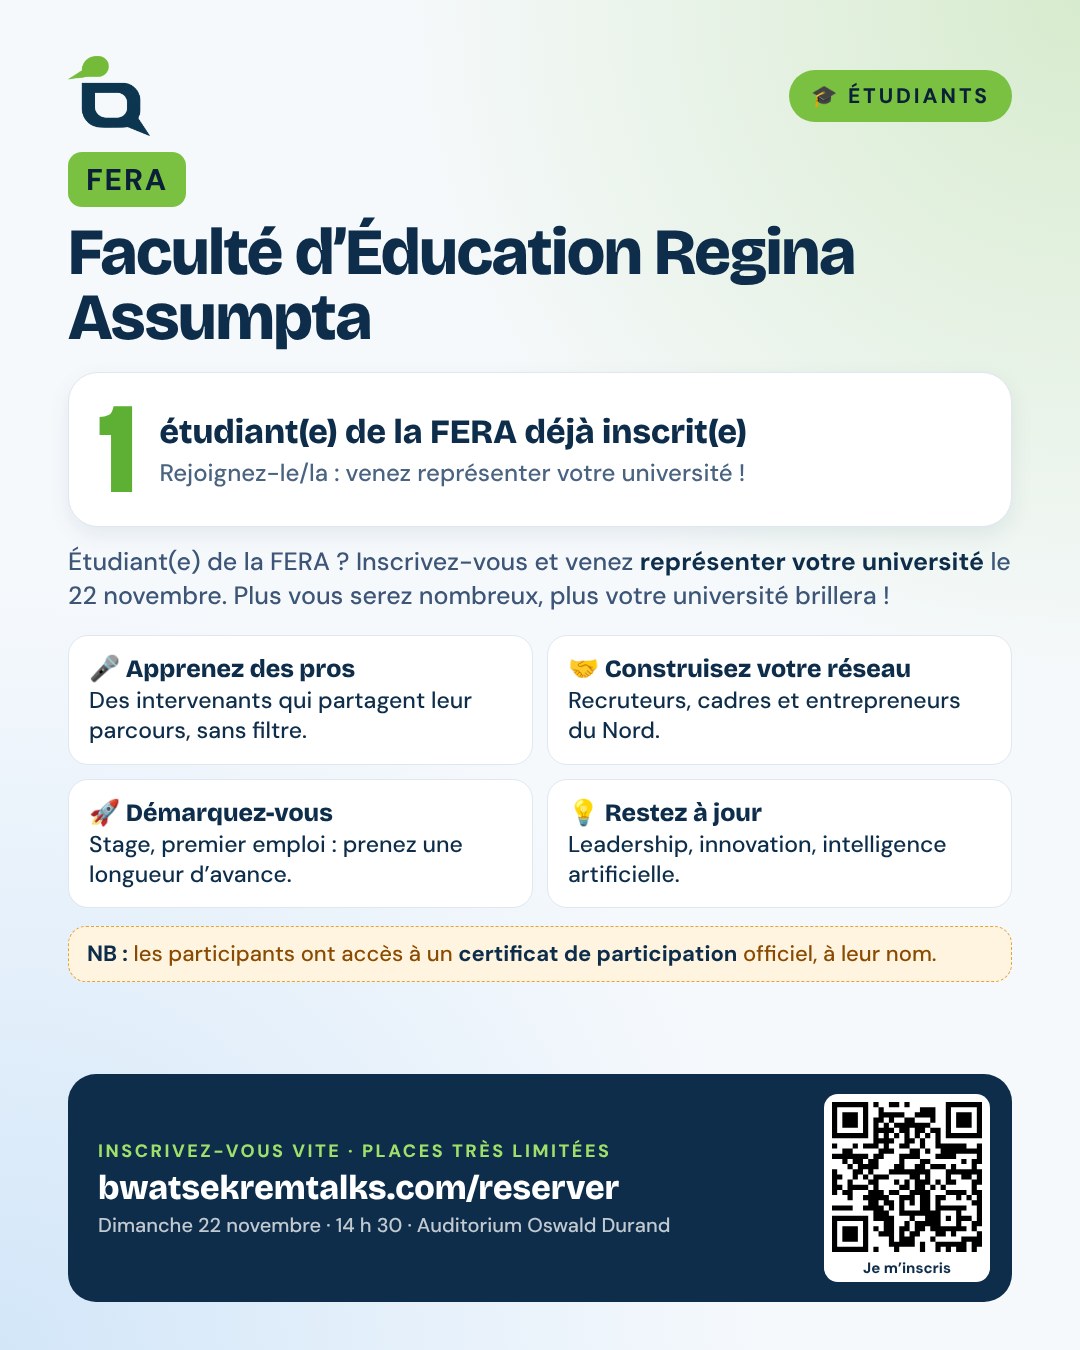 🎓 ÉTUDIANTS
FERA
Faculté d’Éducation Regina
Assumpta
1
étudiant(e) de la FERA déjà inscrit(e)
Rejoignez-le/la : venez représenter votre université !
Étudiant(e) de la FERA ? Inscrivez-vous et venez représenter votre université le
22 novembre. Plus vous serez nombreux, plus votre université brillera !
🎤 Apprenez des pros
Des intervenants qui partagent leur
parcours, sans filtre.
🤝 Construisez votre réseau
Recruteurs, cadres et entrepreneurs
du Nord.
🚀 Démarquez-vous
Stage, premier emploi : prenez une
longueur d’avance.
💡 Restez à jour
Leadership, innovation, intelligence
artificielle.
NB : les participants ont accès à un certificat de participation officiel, à leur nom.
INSCRIVEZ-VOUS VITE · PLACES TRÈS LIMITÉES
bwatsekremtalks.com/reserver
Dimanche 22 novembre · 14 h 30 · Auditorium Oswald Durand
Je m’inscris